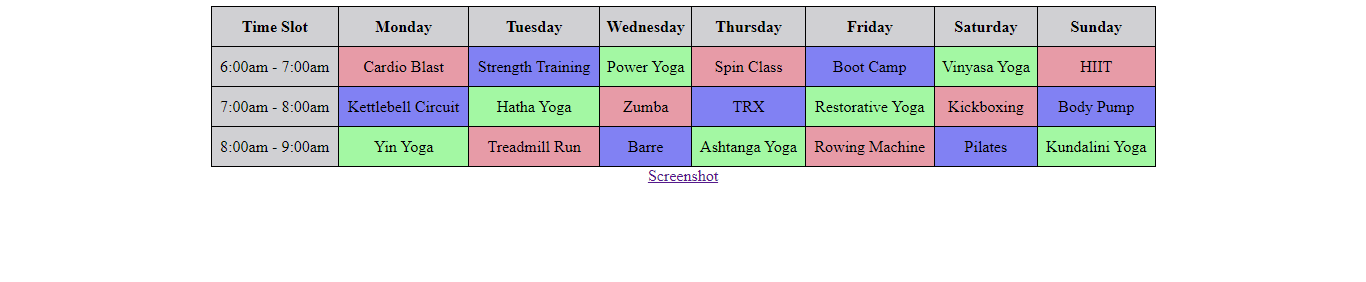 Time Slot Monday Tuesday Wednesday Thursday Friday Saturday Sunday
6:00am - 7:00am Cardio Blast Strength Training Power Yoga Spin Class Boot Camp Vinyasa Yoga HIIT
7:00am - 8:00am Kettlebell Circuit Hatha Yoga Zumba TRX Restorative Yoga Kickboxing Body Pump
8:00am - 9:00am Yin Yoga Treadmill Run Barre Ashtanga Yoga Rowing Machine Pilates Kundalini Yoga
Screenshot